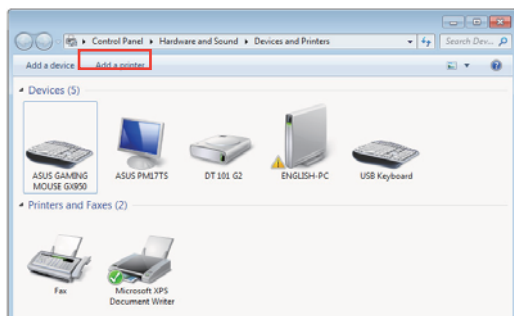 Control Panel ▸ Hardware and Sound ▸ Devices and Printers
Search Dev...
Add a device Add a printer
Devices (5)
ASUS GAMING MOUSE GX950
ASUS PM17TS
DT 101 G2
ENGLISH-PC
USB Keyboard
Printers and Faxes (2)
Fax
Microsoft XPS Document Writer